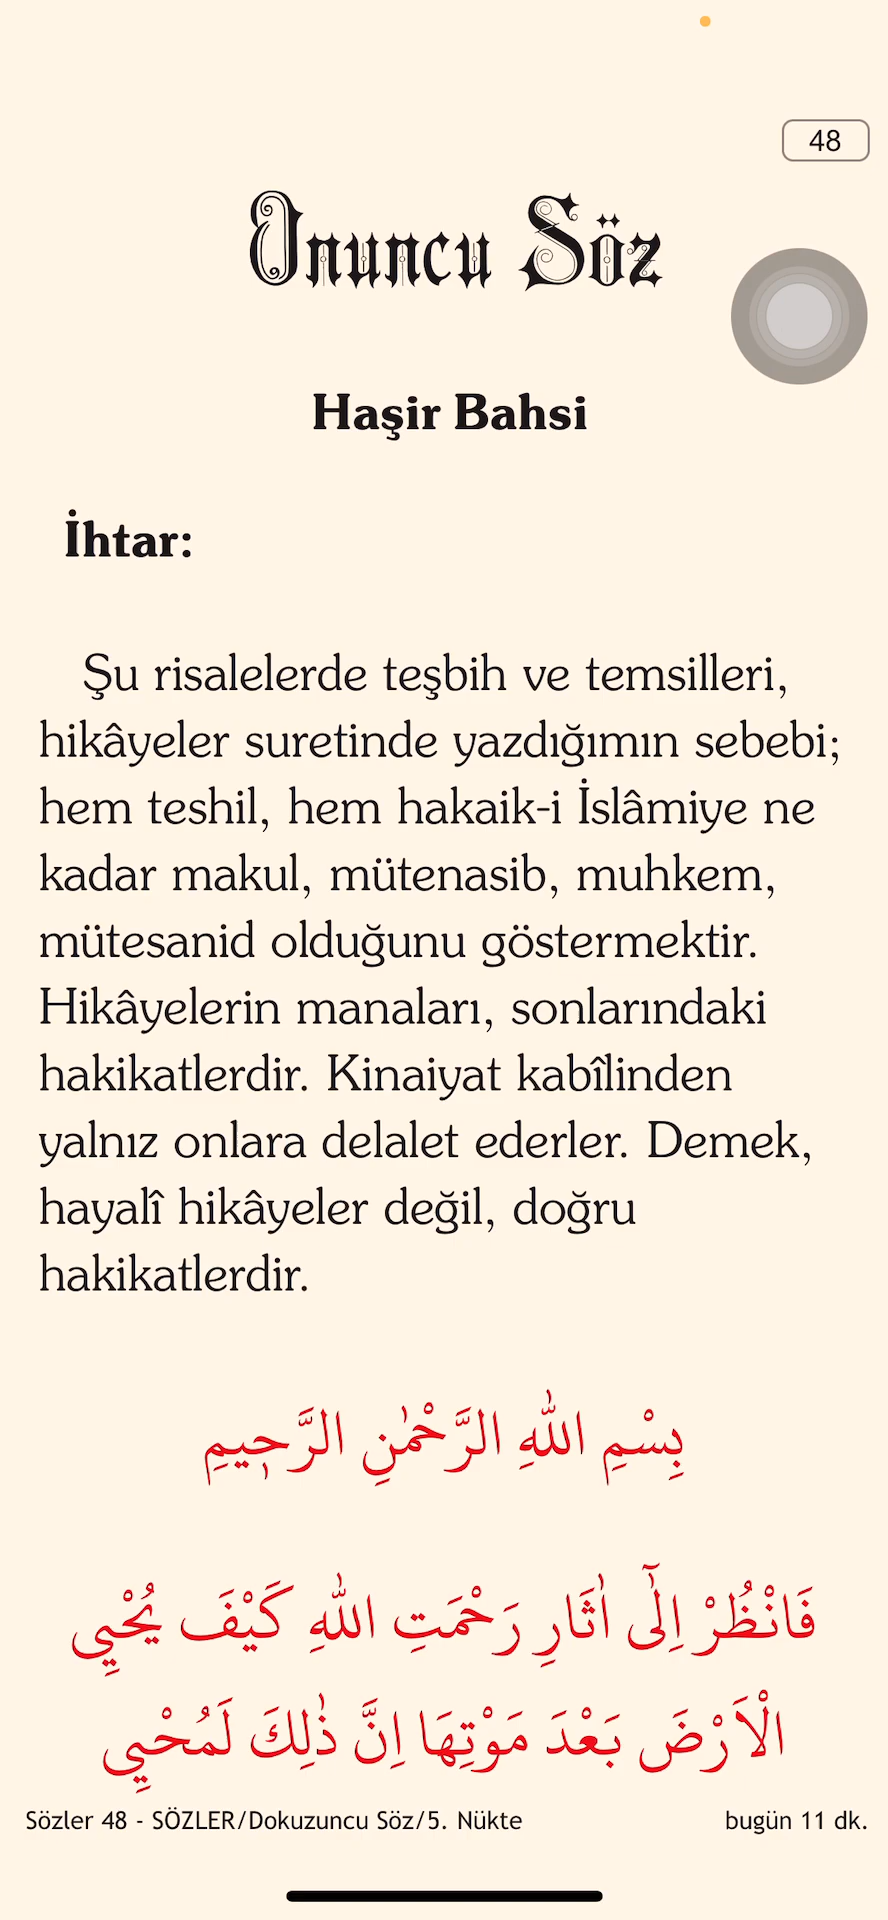 48
Onuncu Söz
Haşir Bahsi
İhtar:
Şu risalelerde teşbih ve temsilleri,
hikâyeler suretinde yazdığımın sebebi;
hem teshil, hem hakaik-i İslâmiye ne
kadar makul, mütenasib, muhkem,
mütesanid olduğunu göstermektir.
Hikâyelerin manaları, sonlarındaki
hakikatlerdir. Kinaiyat kabîlinden
yalnız onlara delalet ederler. Demek,
hayalî hikâyeler değil, doğru
hakikatlerdir.
بِسْمِ اللّٰهِ الرَّحْمٰنِ الرَّحٖيمِ
فَانْظُرْ اِلٰٓى اٰثَارِ رَحْمَتِ اللّٰهِ كَيْفَ يُحْيِى
الْاَرْضَ بَعْدَ مَوْتِهَا اِنَّ ذٰلِكَ لَمُحْيِى
Sözler 48 - SÖZLER/Dokuzuncu Söz/5. Nükte
bugün 11 dk.